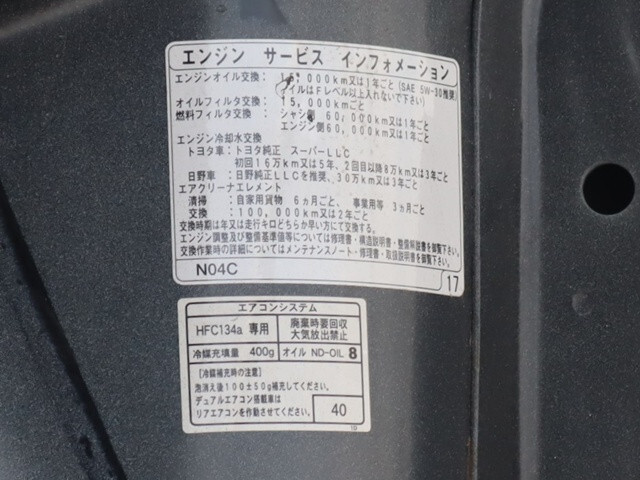 エンジン サービス インフォメーション
エンジンオイル交換： 15,000km又は1年ごと（SAE 5W-30推奨）
オイルはFレベル以上入れないで下さい）
オイルフィルタ交換： 15,000kmごと
燃料フィルタ交換： シャシ側 60,000km又は1年ごと
エンジン側60,000km又は1年ごと
エンジン冷却水交換
トヨタ車：トヨタ純正 スーパーLLC
初回16万km又は5年、2回目以降8万km又は3年ごと
日野車：日野純正LLCを推奨、30万km又は3年ごと
エアクリーナエレメント
清掃：自家用貨物 6ヵ月ごと、 事業用等 3ヵ月ごと
交換：100,000km又は2年ごと
交換時期は年又は走行キロどちらか早い方にて交換する。
エンジン調整及び整備基準値等については修理書・構造説明書・整備解説書を参照下さい。
交換作業時の詳細についてはメンテナンスノート・修理書・取扱説明書を参照下さい。
N04C
17
エアコンシステム
HFC134a 専用 廃棄時要回収
大気放出禁止
冷媒充填量 400g オイル ND-OIL 8
［冷媒補充時の注意］
泡消え後100±50g補充してください。
デュアルエアコン搭載車は
リアエアコンを作動させてください。 40